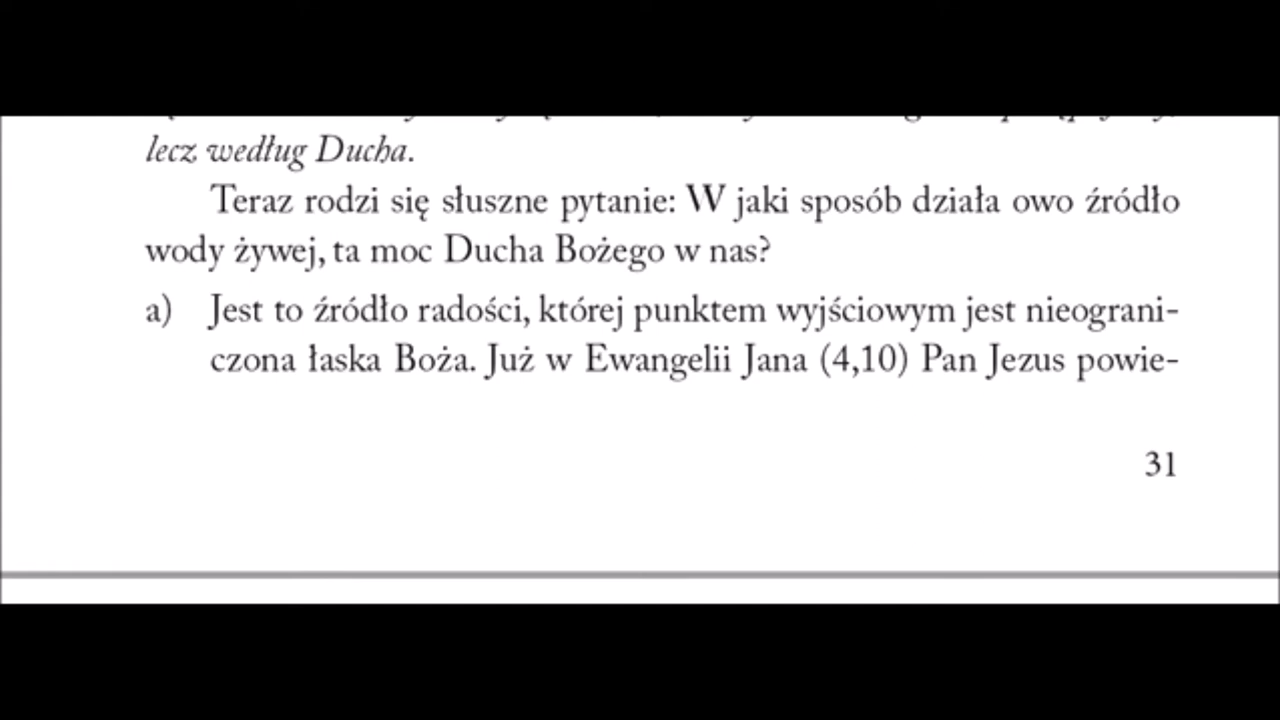 lecz według Ducha.
Teraz rodzi się słuszne pytanie: W jaki sposób działa owo źródło
wody żywej, ta moc Ducha Bożego w nas?
a) Jest to źródło radości, której punktem wyjściowym jest nieograni-
czona łaska Boża. Już w Ewangelii Jana (4,10) Pan Jezus powie-
31